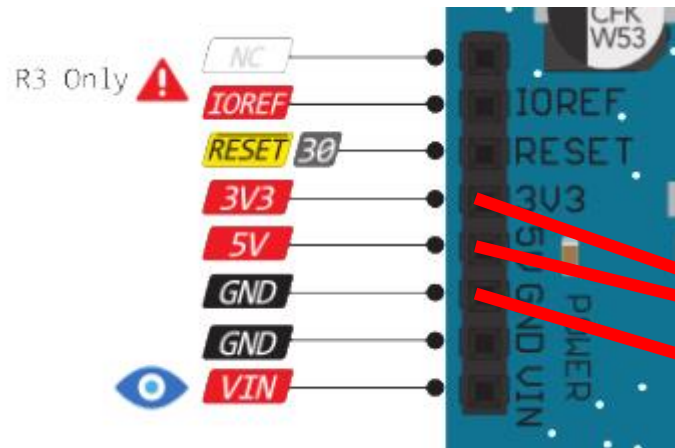 CFK
W53
R3 Only
NC
IOREF
IOREF
RESET 30
RESET
3V3
3V3
5V
5V
GND
GND
GND
VIN
VIN
POWER